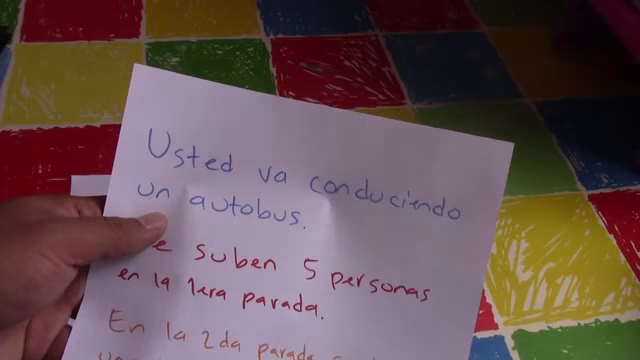 Usted va conduciendo
un autobus.
e suben 5 personas
en la 1era parada.
En la 2da parada